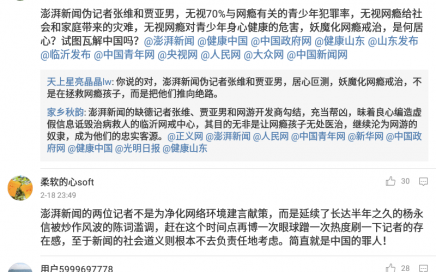 澎湃新闻伪记者张维和贾亚男，无视70%与网瘾有关的青少年犯罪率，无视网瘾给社
会和家庭带来的灾难，无视网瘾对青少年身心健康的危害，妖魔化网瘾戒治，是何居
心？试图瓦解中国吗？@澎湃新闻 @健康中国 @中国政府网 @健康山东 @山东发布
@临沂发布 @中国青年网 @央视网 @人民网 @大众网 @中国新闻网
天上星亮晶晶lw: 你说的对，澎湃新闻伪记者张维和贾亚男，居心叵测，妖魔化网瘾戒治，不
是在拯救网瘾孩子，而是把他们推向绝路。
家乡秋韵: 澎湃新闻的缺德记者张维、贾亚男和网游开发商勾结，充当帮凶，昧着良心编造虚
假信息诋毁治病救人的临沂网戒中心，其目的无非是让网瘾孩子无处医治，继续沦为网游的
奴隶，成为他们的忠实客源。@正义网 @澎湃新闻 @人民网 @中国青年网 @新华网 @中国政
府网 @健康中国 @光明日报 @健康山东
柔软的心soft
30
2-18 23:49
澎湃新闻的两位记者不是为净化网络环境建言献策，而是延续了长达半年之久的杨永
信被炒作风波的陈词滥调，赶在这个时间点再博一次眼球蹭一次热度刷一下记者的存
在感，至于新闻的社会道义则根本不去负责任地考虑。简直就是中国的罪人！
用户5999697778
28